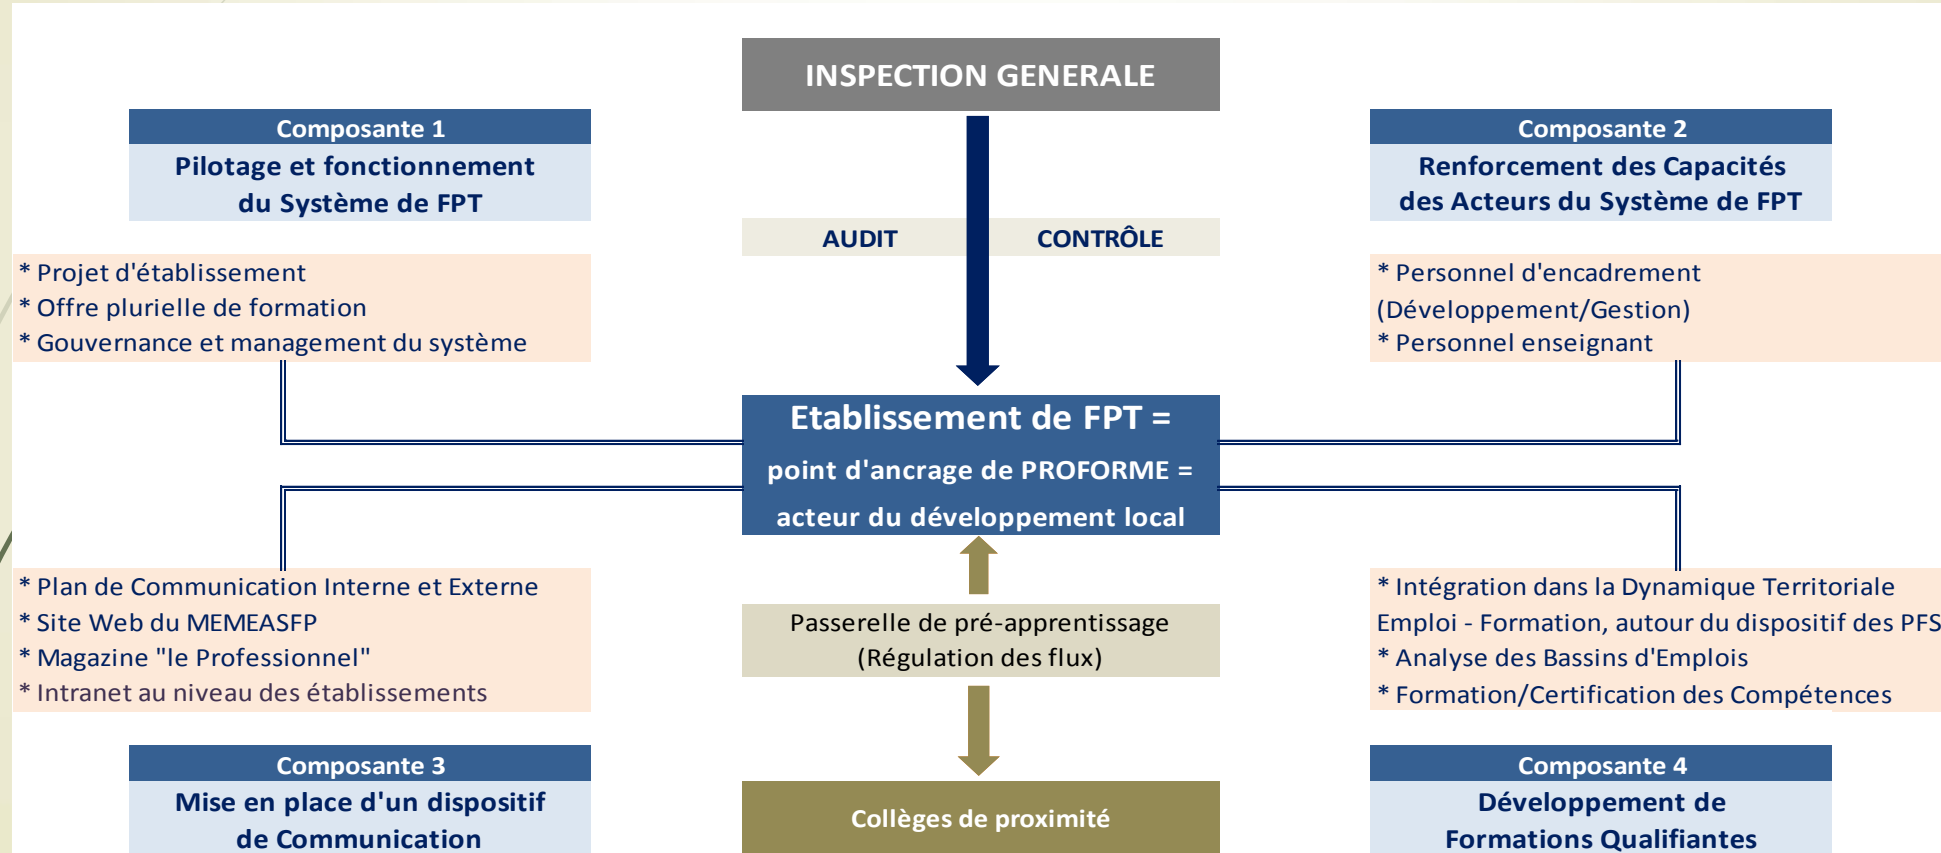 INSPECTION GENERALE
Composante 1
Pilotage et fonctionnement
du Système de FPT
Composante 2
Renforcement des Capacités
des Acteurs du Système de FPT
AUDIT
CONTRÔLE
* Projet d'établissement
* Offre plurielle de formation
* Gouvernance et management du système
* Personnel d'encadrement
(Développement/Gestion)
* Personnel enseignant
Etablissement de FPT =
point d'ancrage de PROFORME =
acteur du développement local
* Plan de Communication Interne et Externe
* Site Web du MEMEASFP
* Magazine "le Professionnel"
* Intranet au niveau des établissements
Passerelle de pré-apprentissage
(Régulation des flux)
* Intégration dans la Dynamique Territoriale
Emploi - Formation, autour du dispositif des PFS
* Analyse des Bassins d'Emplois
* Formation/Certification des Compétences
Composante 3
Mise en place d'un dispositif
de Communication
Collèges de proximité
Composante 4
Développement de
Formations Qualifiantes